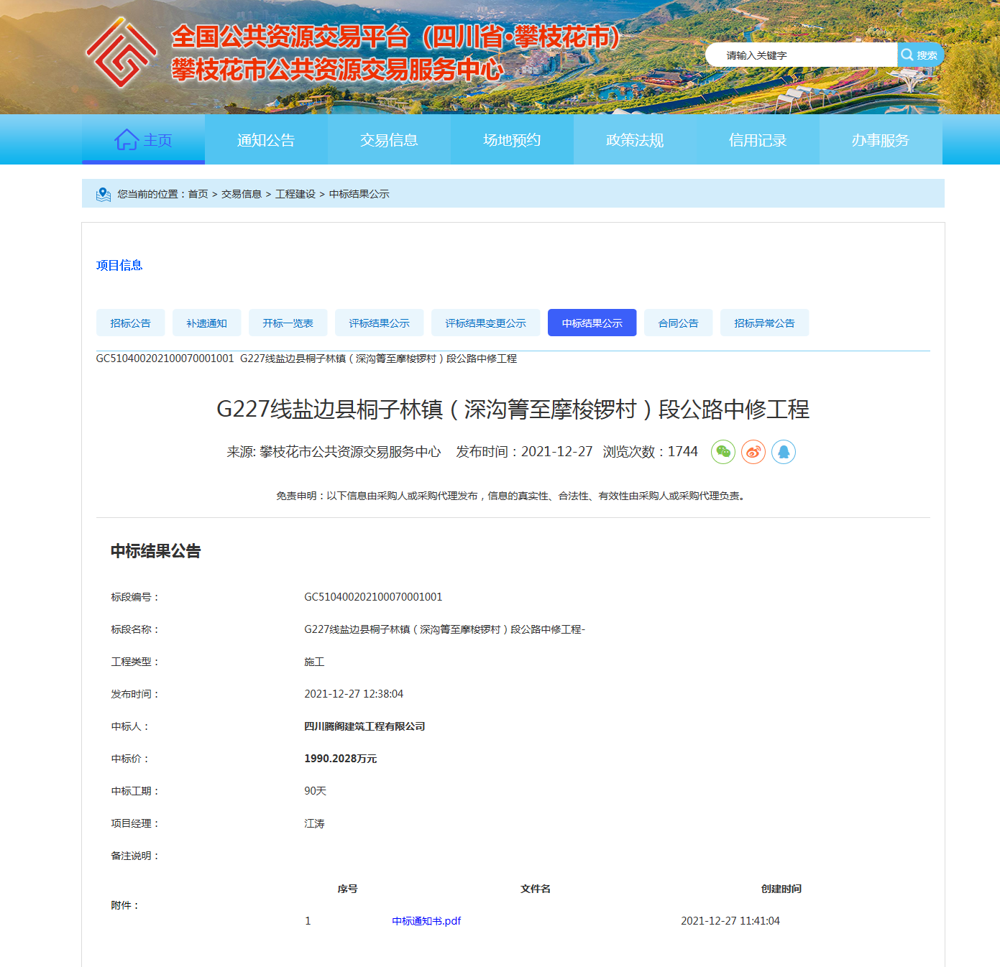 全国公共资源交易平台（四川省·攀枝花市）
攀枝花市公共资源交易服务中心
请输入关键字
搜索
主页 通知公告 交易信息 场地预约 政策法规 信用记录 办事服务
您当前的位置：首页 > 交易信息 > 工程建设 > 中标结果公示
项目信息
招标公告 补遗通知 开标一览表 评标结果公示 评标结果变更公示 中标结果公示 合同公告 招标异常公告
GC510400202100070001001 G227线盐边县桐子林镇（深沟箐至摩梭锣村）段公路中修工程
G227线盐边县桐子林镇（深沟箐至摩梭锣村）段公路中修工程
来源: 攀枝花市公共资源交易服务中心 发布时间：2021-12-27 浏览次数：1744
免责申明：以下信息由采购人或采购代理发布，信息的真实性、合法性、有效性由采购人或采购代理负责。
中标结果公告
标段编号： GC510400202100070001001
标段名称： G227线盐边县桐子林镇（深沟箐至摩梭锣村）段公路中修工程-
工程类型： 施工
发布时间： 2021-12-27 12:38:04
中标人： 四川腾阁建筑工程有限公司
中标价： 1990.2028万元
中标工期： 90天
项目经理： 江涛
备注说明：
附件：
序号 文件名 创建时间
1 中标通知书.pdf 2021-12-27 11:41:04